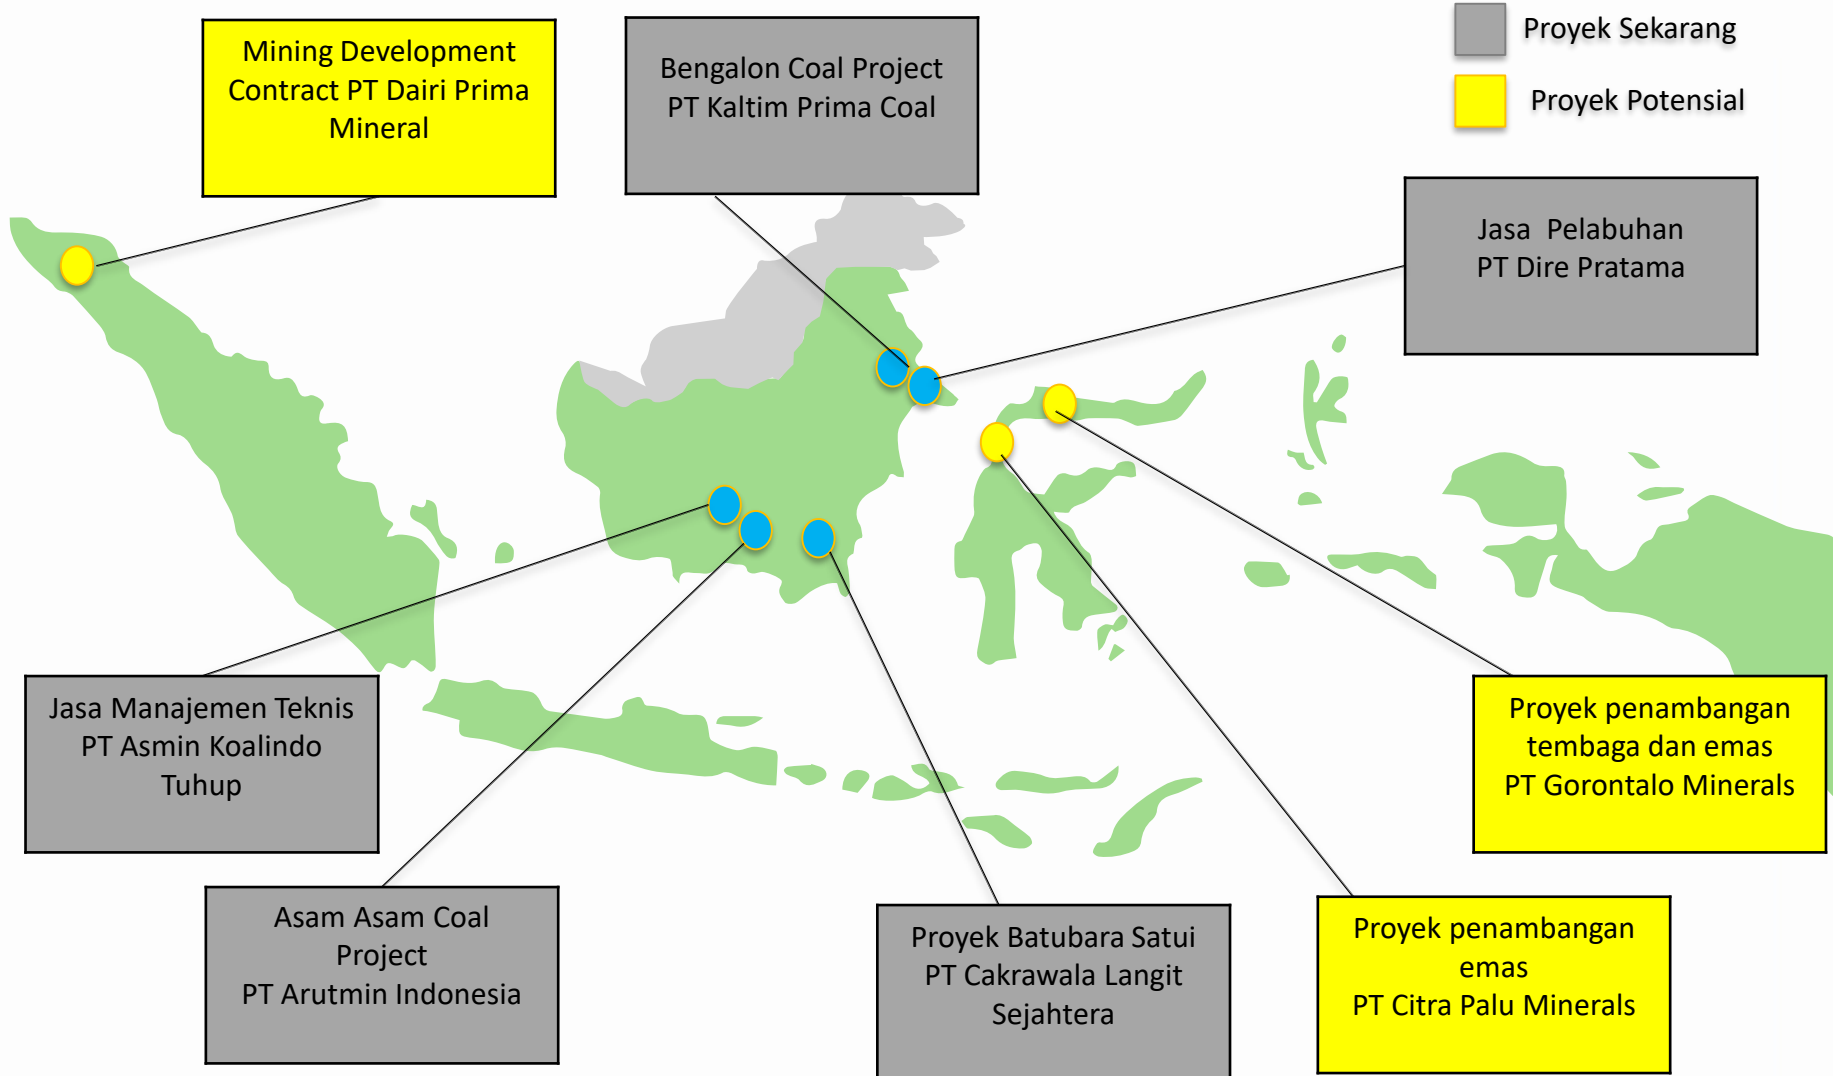 Mining Development
Contract PT Dairi Prima
Mineral
Bengalon Coal Project
PT Kaltim Prima Coal
Proyek Sekarang
Proyek Potensial
Jasa Pelabuhan
PT Dire Pratama
Jasa Manajemen Teknis
PT Asmin Koalindo
Tuhup
Proyek penambangan
tembaga dan emas
PT Gorontalo Minerals
Asam Asam Coal
Project
PT Arutmin Indonesia
Proyek Batubara Satui
PT Cakrawala Langit
Sejahtera
Proyek penambangan
emas
PT Citra Palu Minerals